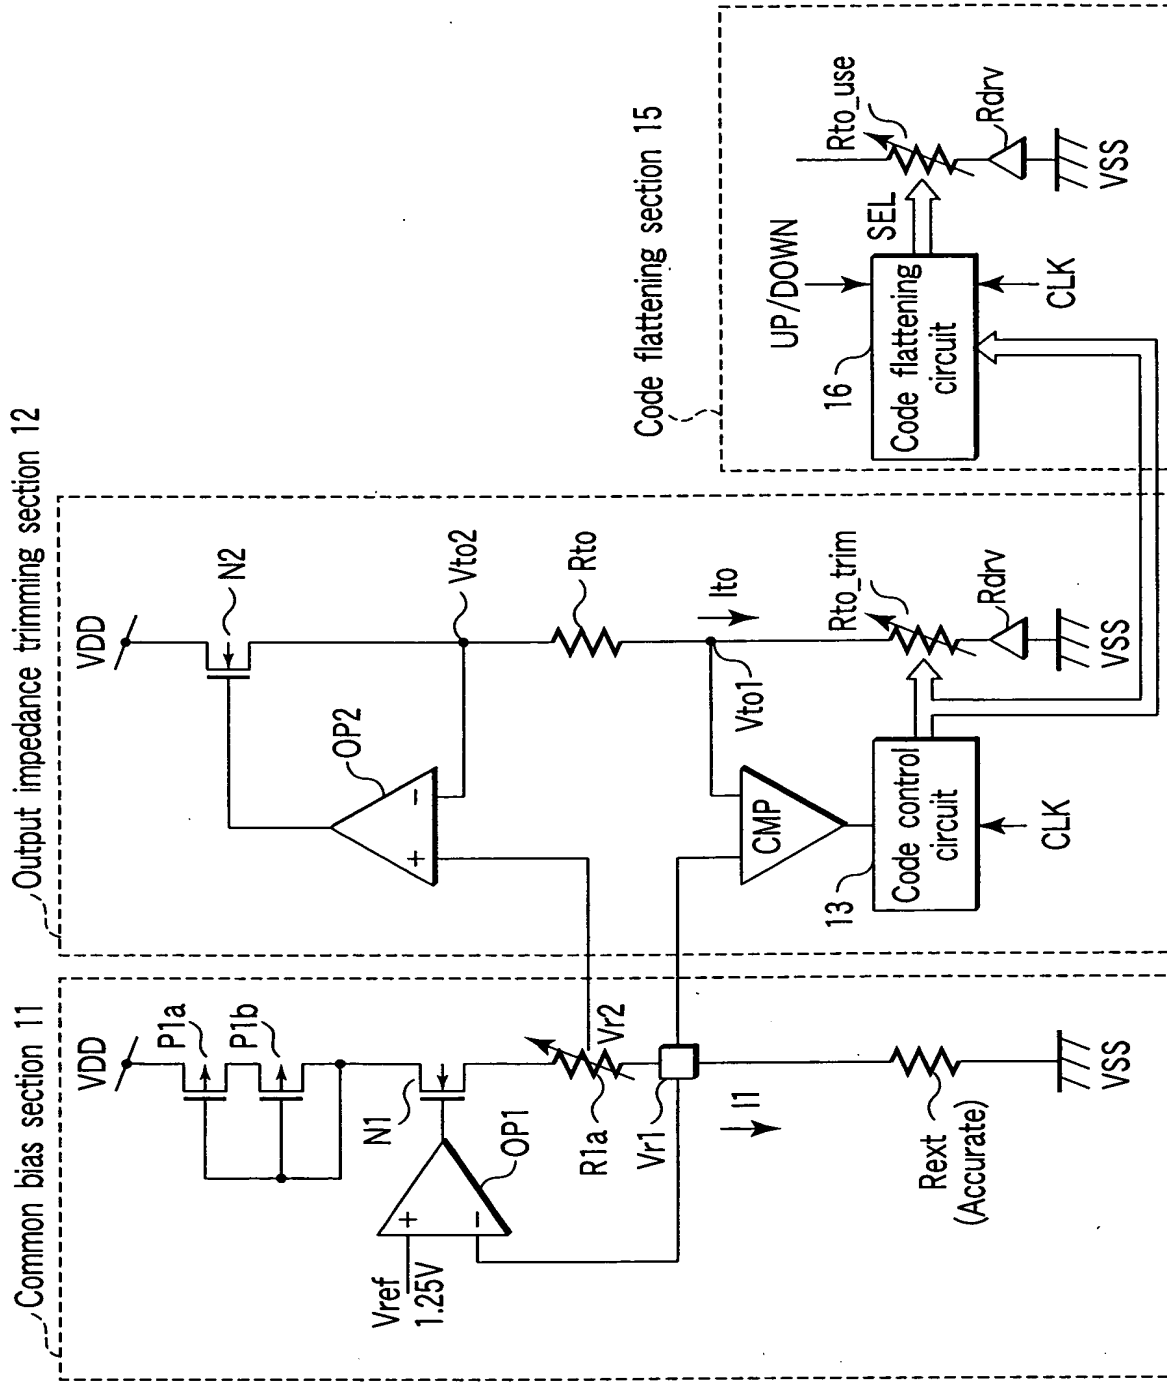 Common bias section 11
VDD
P1a
P1b
N1
OP1
+
-
Vref
1.25V
R1a
Vr2
Vr1
I1
Rext
(Accurate)
VSS
Output impedance trimming section 12
VDD
N2
OP2
+
-
Vto2
Rto
Ito
Vto1
CMP
13
Code control
circuit
CLK
Rto_trim
Rdrv
VSS
Code flattening section 15
UP/DOWN
16
Code flattening
circuit
SEL
CLK
Rto_use
Rdrv
VSS